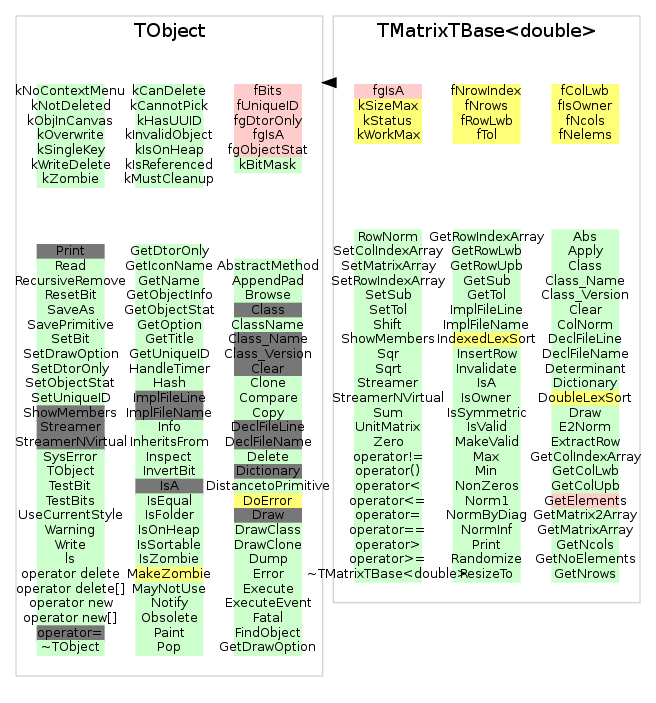 TObject
kNoContextMenu
kNotDeleted
kObjInCanvas
kOverwrite
kSingleKey
kWriteDelete
kZombie
kCanDelete
kCannotPick
kHasUUID
kInvalidObject
kIsOnHeap
kIsReferenced
kMustCleanup
fBits
fUniqueID
fgDtorOnly
fgIsA
fgObjectStat
kBitMask
Print
Read
RecursiveRemove
ResetBit
SaveAs
SavePrimitive
SetBit
SetDrawOption
SetDtorOnly
SetObjectStat
SetUniqueID
ShowMembers
Streamer
StreamerNVirtual
SysError
TObject
TestBit
TestBits
UseCurrentStyle
Warning
Write
ls
operator delete
operator delete[]
operator new
operator new[]
operator=
~TObject
GetDtorOnly
GetIconName
GetName
GetObjectInfo
GetObjectStat
GetOption
GetTitle
GetUniqueID
HandleTimer
Hash
ImplFileLine
ImplFileName
Info
InheritsFrom
Inspect
InvertBit
IsA
IsEqual
IsFolder
IsOnHeap
IsSortable
IsZombie
MakeZombie
MayNotUse
Notify
Obsolete
Paint
Pop
AbstractMethod
AppendPad
Browse
Class
ClassName
Class_Name
Class_Version
Clear
Clone
Compare
Copy
DeclFileLine
DeclFileName
Delete
Dictionary
DistancetoPrimitive
DoError
Draw
DrawClass
DrawClone
Dump
Error
Execute
ExecuteEvent
Fatal
FindObject
GetDrawOption
TMatrixTBase<double>
fgIsA
kSizeMax
kStatus
kWorkMax
fNrowIndex
fNrows
fRowLwb
fTol
fColLwb
fIsOwner
fNcols
fNelems
RowNorm
SetColIndexArray
SetMatrixArray
SetRowIndexArray
SetSub
SetTol
Shift
ShowMembers
Sqr
Sqrt
Streamer
StreamerNVirtual
Sum
UnitMatrix
Zero
operator!=
operator()
operator<
operator<=
operator=
operator==
operator>
operator>=
~TMatrixTBase<double>
GetRowIndexArray
GetRowLwb
GetRowUpb
GetSub
GetTol
ImplFileLine
ImplFileName
IndexedLexSort
InsertRow
Invalidate
IsA
IsOwner
IsSymmetric
IsValid
MakeValid
Max
Min
NonZeros
Norm1
NormByDiag
NormInf
Print
Randomize
ResizeTo
Abs
Apply
Class
Class_Name
Class_Version
Clear
ColNorm
DeclFileLine
DeclFileName
Determinant
Dictionary
DoubleLexSort
Draw
E2Norm
ExtractRow
GetColIndexArray
GetColLwb
GetColUpb
GetElements
GetMatrix2Array
GetMatrixArray
GetNcols
GetNoElements
GetNrows